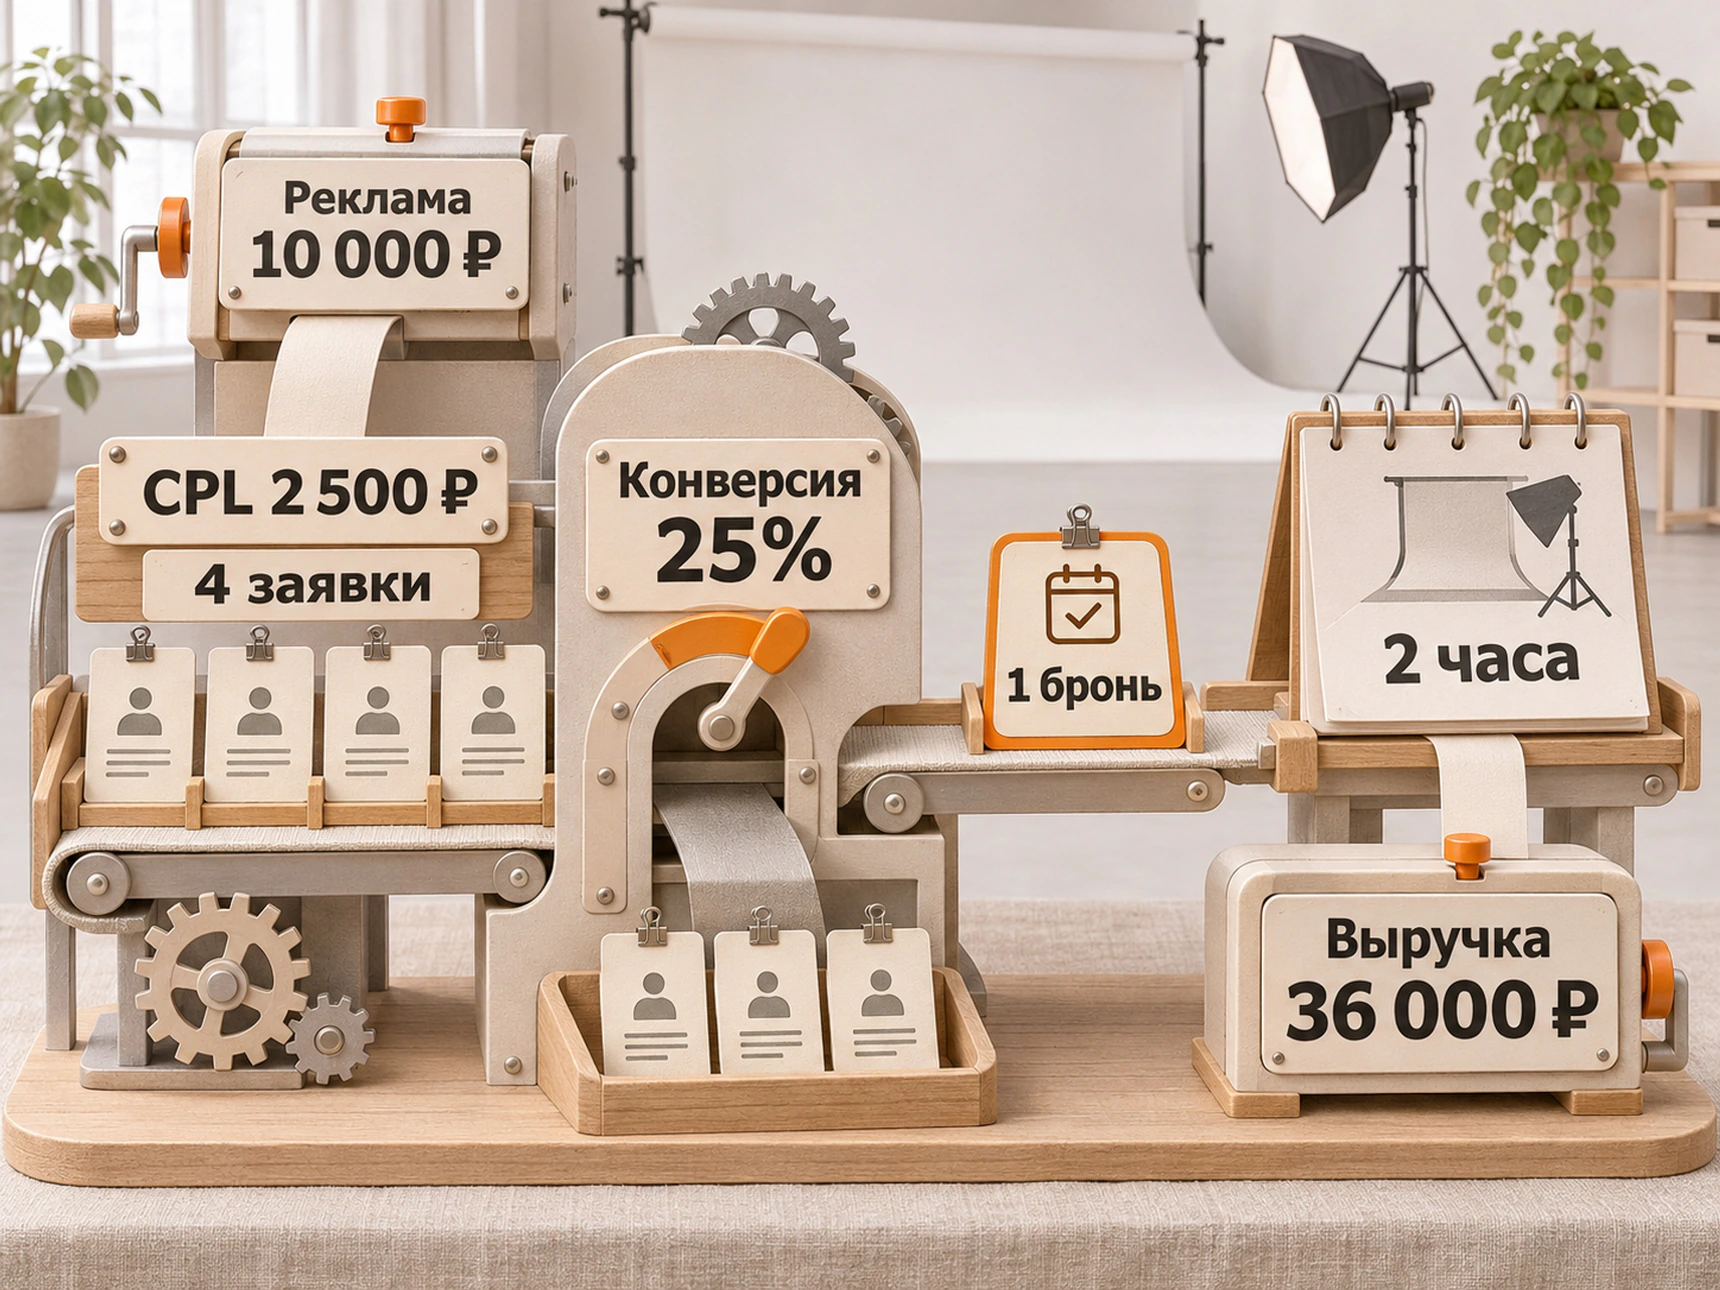 Реклама
10 000 ₽
CPL 2 500 ₽
4 заявки
Конверсия
25%
1 бронь
2 часа
Выручка
36 000 ₽